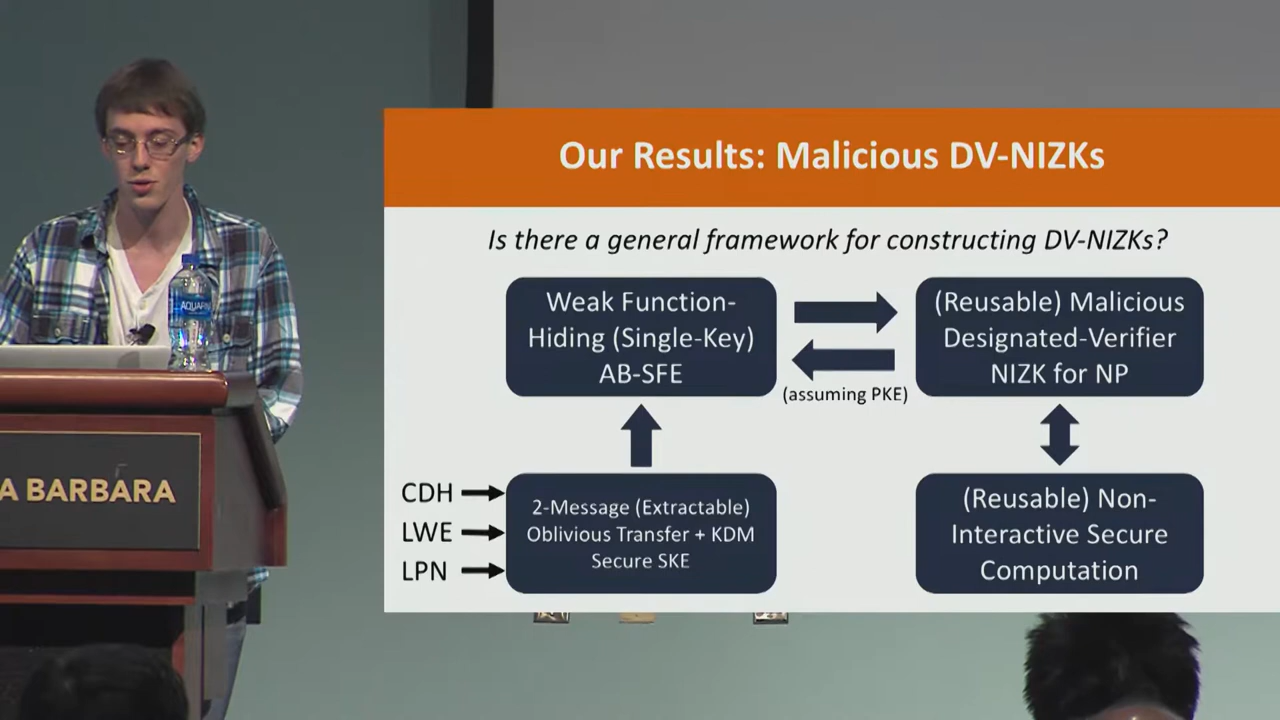 Our Results: Malicious DV-NIZKs
Is there a general framework for constructing DV-NIZKs?
Weak Function-
Hiding (Single-Key)
AB-SFE
(assuming PKE)
(Reusable) Malicious
Designated-Verifier
NIZK for NP
CDH
LWE
LPN
2-Message (Extractable)
Oblivious Transfer + KDM
Secure SKE
(Reusable) Non-
Interactive Secure
Computation
AQUAFINA
A BARBARA